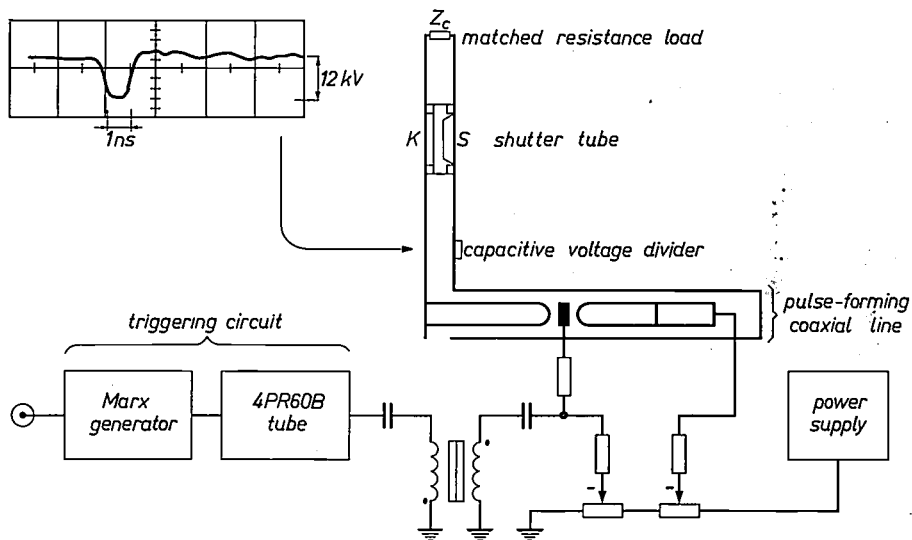 12 kV
1ns
Zc
matched resistance load
K
S
shutter tube
capacitive voltage divider
pulse-forming
coaxial line
triggering circuit
Marx
generator
4PR60B
tube
power
supply
-
-